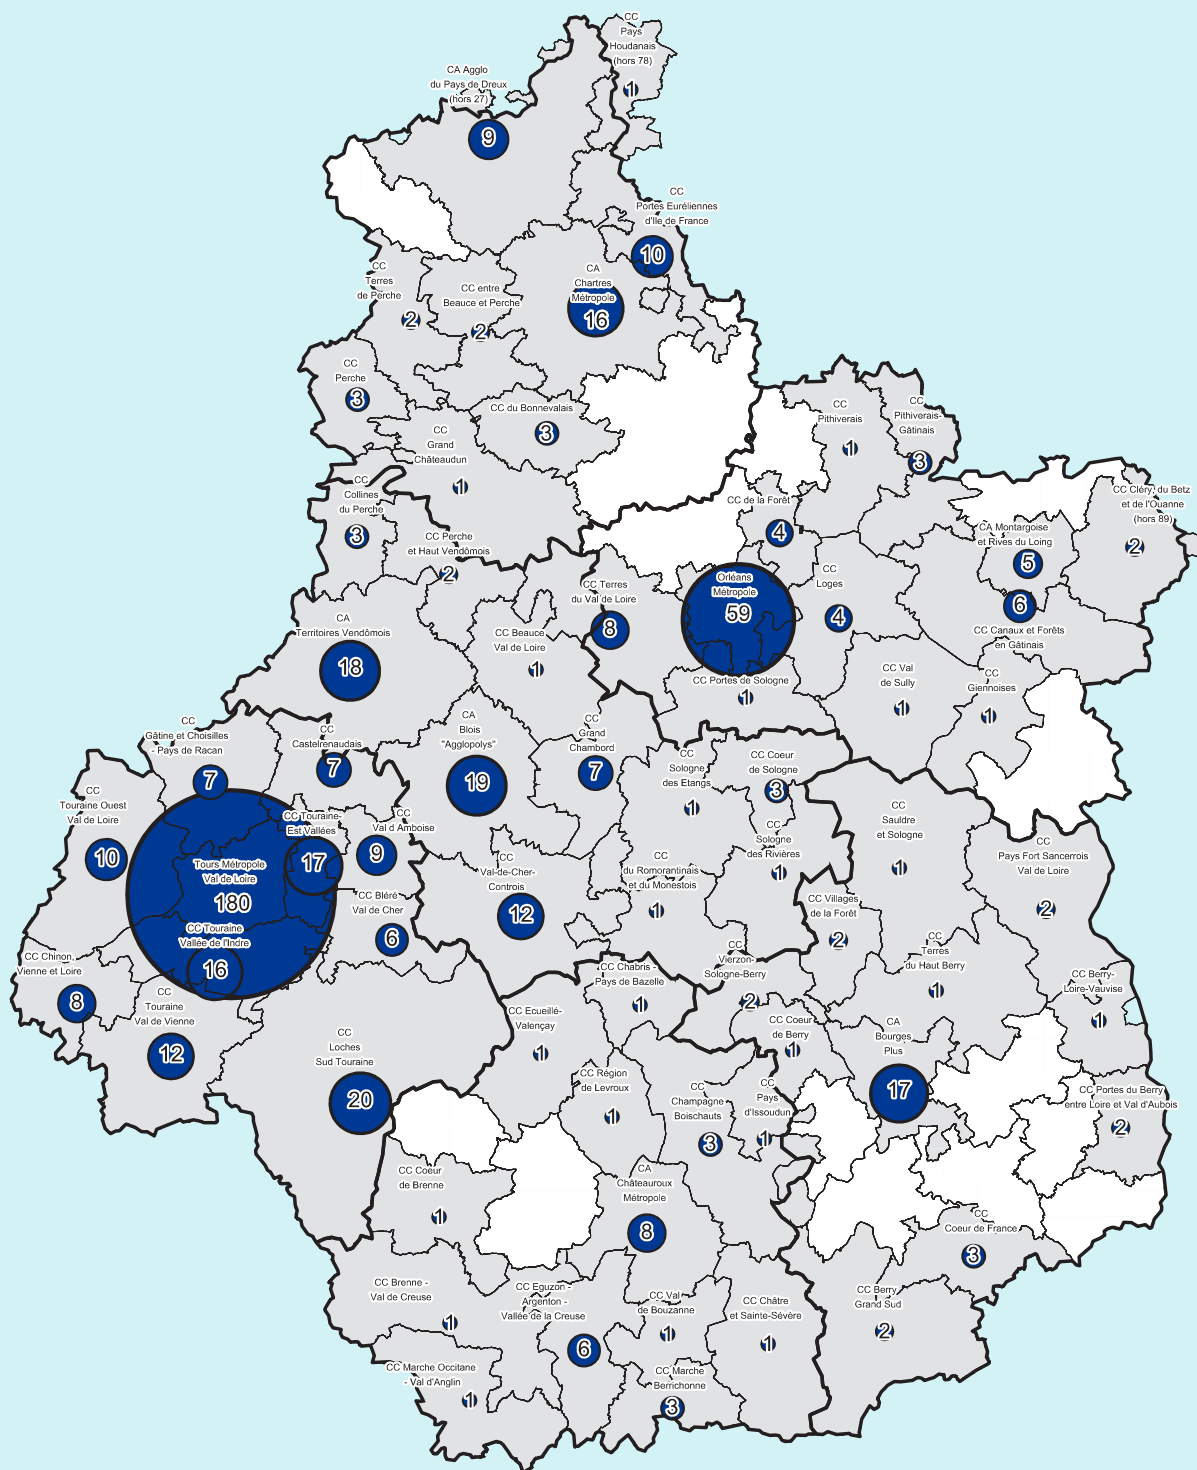 CC
Pays
Houdanais
(hors 78)
1
CA Agglo
du Pays de Dreux
(hors 27)
9
CC
Portes Euréliennes
d'Ile de France
10
CC
Terres
de Perche
2
CC entre
Beauce et Perche
2
CA
Chartres
Métropole
16
CC
Perche
3
CC du Bonnevalais
3
CC
Grand
Châteaudun
1
CC
Pithiverais
1
CC
Pithiverais-
Gâtinais
3
CC
Collines
du Perche
3
CC Perche
et Haut Vendômois
2
CC de la Forêt
4
CA Montargoise
et Rives du Loing
5
CC Cléry, du Betz
et de l'Ouanne
(hors 89)
2
CC Terres
du Val de Loire
8
Orléans
Métropole
59
CC
Loges
4
6
CC Canaux et Forêts
en Gâtinais
CA
Territoires Vendômois
18
CC Beauce
Val de Loire
1
CC Portes de Sologne
1
CC Val
de Sully
1
CC
Giennoises
1
CC
Gâtine et Choisilles
- Pays de Racan
7
CC
Castelrenaudais
7
CA
Blois
"Agglopolys"
19
CC
Grand
Chambord
7
CC
Sologne
des Etangs
1
CC Coeur
de Sologne
3
CC
Touraine Ouest
Val de Loire
10
CC Touraine-
Est Vallées
17
CC
Val d'Amboise
9
CC
Sologne
des Rivières
1
CC
Sauldre
et Sologne
1
CC
Pays Fort Sancerrois
Val de Loire
2
Tours Métropole
Val de Loire
180
CC Bléré -
Val de Cher
6
CC
Val-de-Cher-
Controis
12
CC
du Romorantinais
et du Monestois
1
CC Villages
de la Forêt
2
CC Touraine
Vallée de l'Indre
16
CC Chinon,
Vienne et Loire
8
CC
Touraine
Val de Vienne
12
CC
Vierzon-
Sologne-Berry
2
CC
Terres
du Haut Berry
1
CC Berry-
Loire-Vauvise
1
CC Chabris -
Pays de Bazelle
1
CC Ecueillé-
Valençay
1
CC Coeur
de Berry
1
CA
Bourges
Plus
17
CC
Loches
Sud Touraine
20
CC Région
de Levroux
1
CC
Champagne
Boischauts
3
CC
Pays
d'Issoudun
1
CC Portes du Berry
entre Loire et Val d'Aubois
2
CC Coeur
de Brenne
1
CA
Châteauroux
Métropole
8
CC
Coeur de France
3
CC Brenne -
Val de Creuse
1
CC Eguzon -
Argenton -
Vallée de la Creuse
6
CC Val
de Bouzanne
1
CC Châtre
et Sainte-Sévère
1
CC Berry
Grand Sud
2
CC Marche Occitane
- Val d'Anglin
1
CC Marche
Berrichonne
3